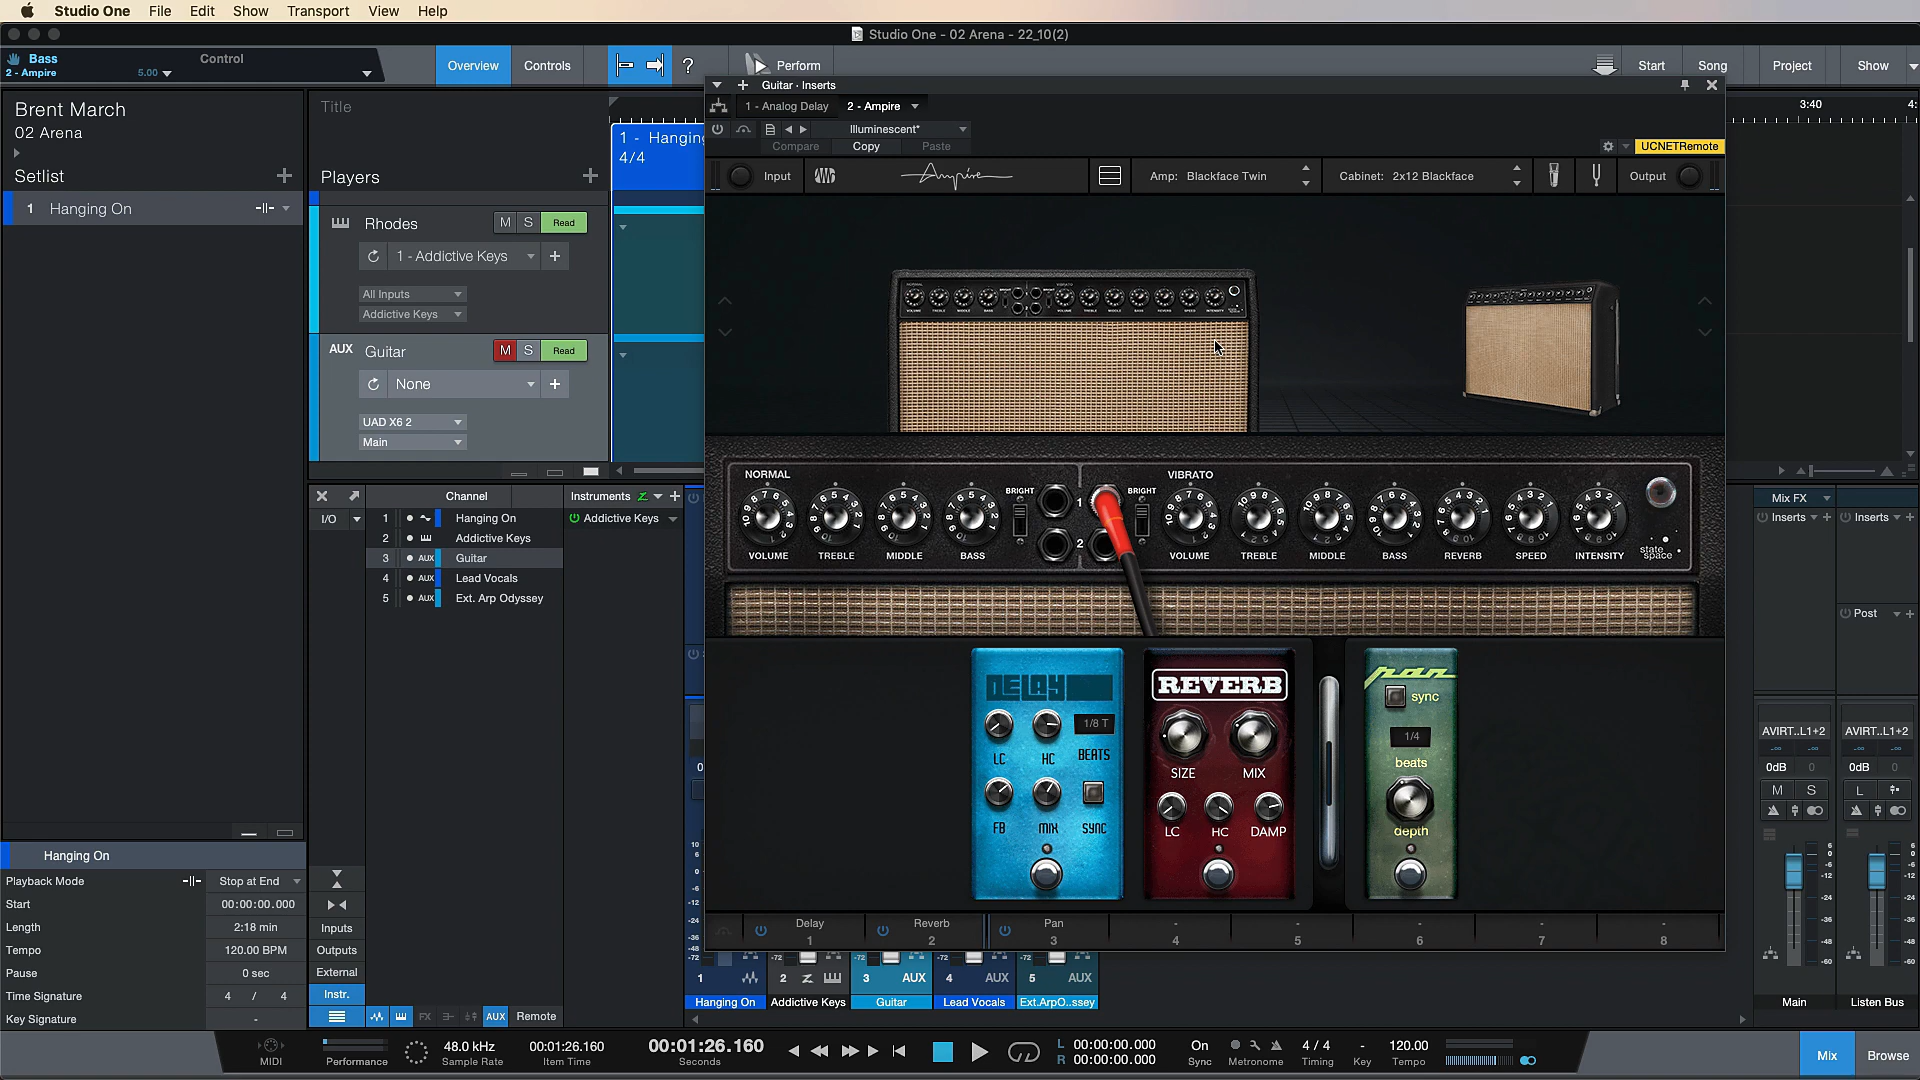 Studio One File Edit Show Transport View Help
Studio One - 02 Arena - 22_10(2)
Bass
2 - Ampire 5.00
Control
Overview Controls ? Perform Start Song Project Show
Brent March
02 Arena
Setlist
1 Hanging On
Title
Players
Rhodes M S Read
1 - Addictive Keys
All Inputs
Addictive Keys
AUX Guitar M S Read
None
UAD X6 2
Main
1 - Hanging
4/4
Guitar · Inserts
1 - Analog Delay 2 - Ampire
Illuminescent*
Compare Copy Paste UCNETRemote
Input Ampire Amp: Blackface Twin Cabinet: 2x12 Blackface Output
3:40
NORMAL
VOLUME TREBLE MIDDLE BASS
BRIGHT 1 2 BRIGHT
VIBRATO
VOLUME TREBLE MIDDLE BASS REVERB SPEED INTENSITY
state space
DELAY
1/8 T
LC HC BEATS
FB MIX SYNC
REVERB
SIZE MIX
LC HC DAMP
pan
sync
1/4
beats
depth
Delay Reverb Pan - - - - -
1 2 3 4 5 6 7 8
Channel
I/O
1 Hanging On
2 Addictive Keys
3 AUX Guitar
4 AUX Lead Vocals
5 AUX Ext. Arp Odyssey
Instruments
Addictive Keys
Inputs
Outputs
External
Instr.
FX AUX Remote
Hanging On
Playback Mode Stop at End
Start 00:00:00.000
Length 2:18 min
Tempo 120.00 BPM
Pause 0 sec
Time Signature 4 / 4
Key Signature -
1 2 3 AUX 4 AUX 5 AUX
Hanging On Addictive Keys Guitar Lead Vocals Ext.ArpO..ssey
Mix FX
Inserts Inserts
Post
AVIRT..L1+2 AVIRT..L1+2
-∞ -∞ -∞ -∞
0dB 0 0dB 0
M S L
Main Listen Bus
MIDI Performance
48.0 kHz
Sample Rate
00:01:26.160
Item Time
00:01:26.160
Seconds
L 00:00:00.000
R 00:00:00.000
On
Sync
Metronome
4 / 4
Timing
-
Key
120.00
Tempo
Mix Browse